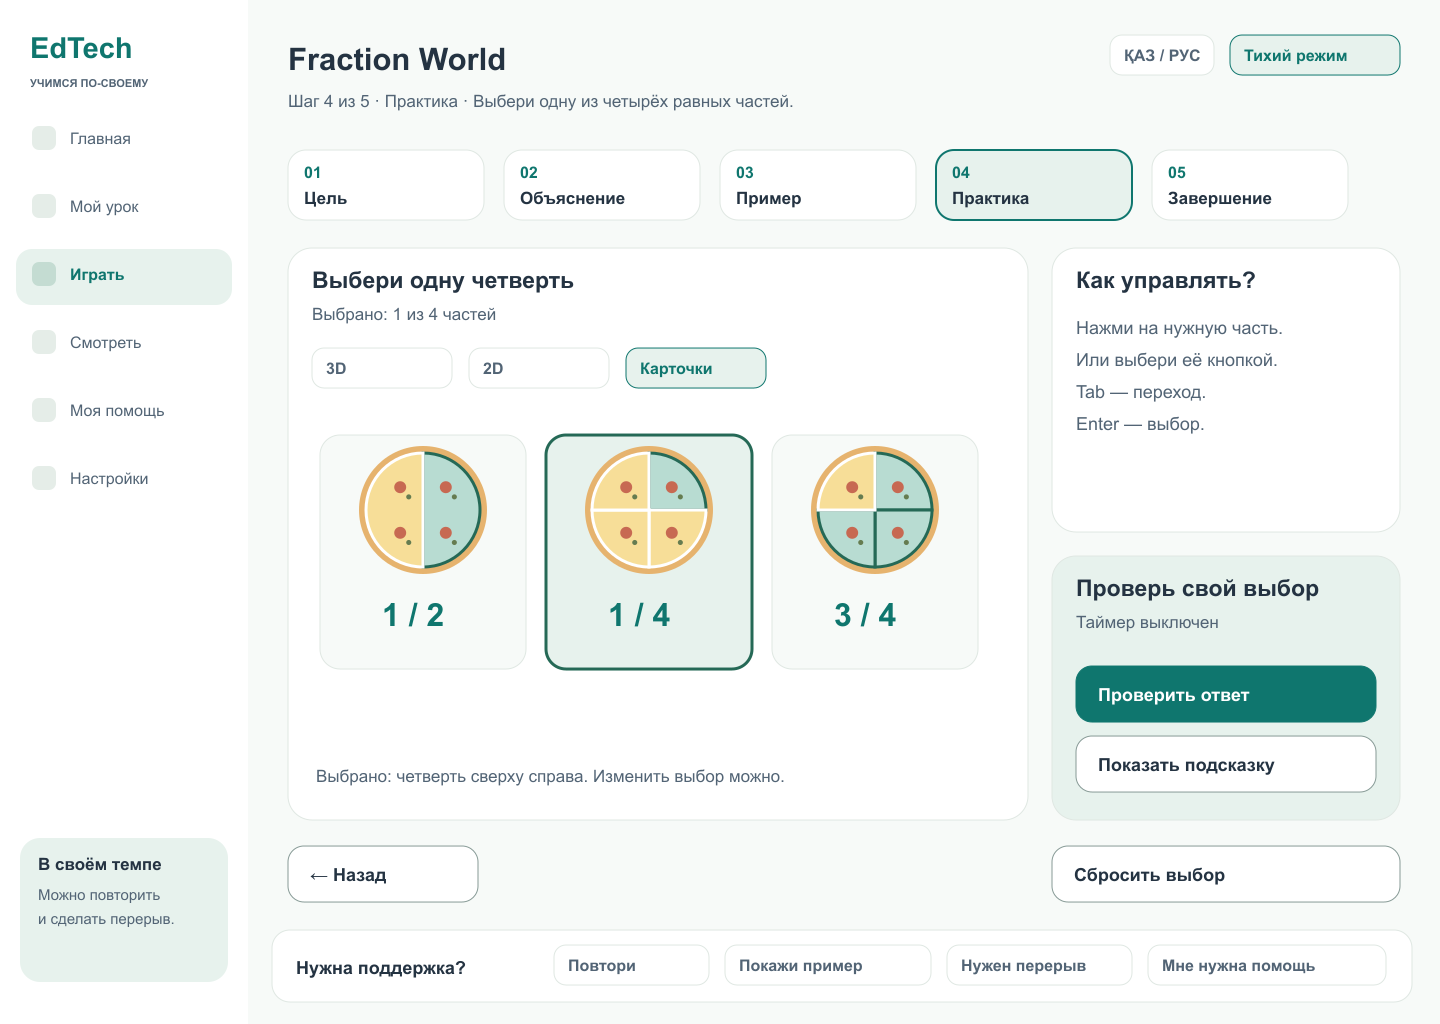 EdTech
УЧИМСЯ ПО-СВОЕМУ
Главная
Мой урок
Играть
Смотреть
Моя помощь
Настройки
В своём темпе
Можно повторить
и сделать перерыв.
Fraction World
Шаг 4 из 5 · Практика · Выбери одну из четырёх равных частей.
ҚАЗ / РУС
Тихий режим
01
Цель
02
Объяснение
03
Пример
04
Практика
05
Завершение
Выбери одну четверть
Выбрано: 1 из 4 частей
3D
2D
Карточки
1 / 2
1 / 4
3 / 4
Выбрано: четверть сверху справа. Изменить выбор можно.
Как управлять?
Нажми на нужную часть.
Или выбери её кнопкой.
Tab — переход.
Enter — выбор.
Проверь свой выбор
Таймер выключен
Проверить ответ
Показать подсказку
← Назад
Сбросить выбор
Нужна поддержка?
Повтори
Покажи пример
Нужен перерыв
Мне нужна помощь